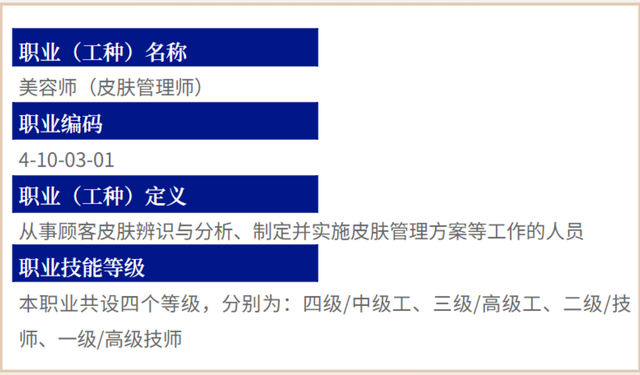 职业（工种）名称
美容师（皮肤管理师）
职业编码
4-10-03-01
职业（工种）定义
从事顾客皮肤辨识与分析、制定并实施皮肤管理方案等工作的人员
职业技能等级
本职业共设四个等级，分别为：四级/中级工、三级/高级工、二级/技
师、一级/高级技师